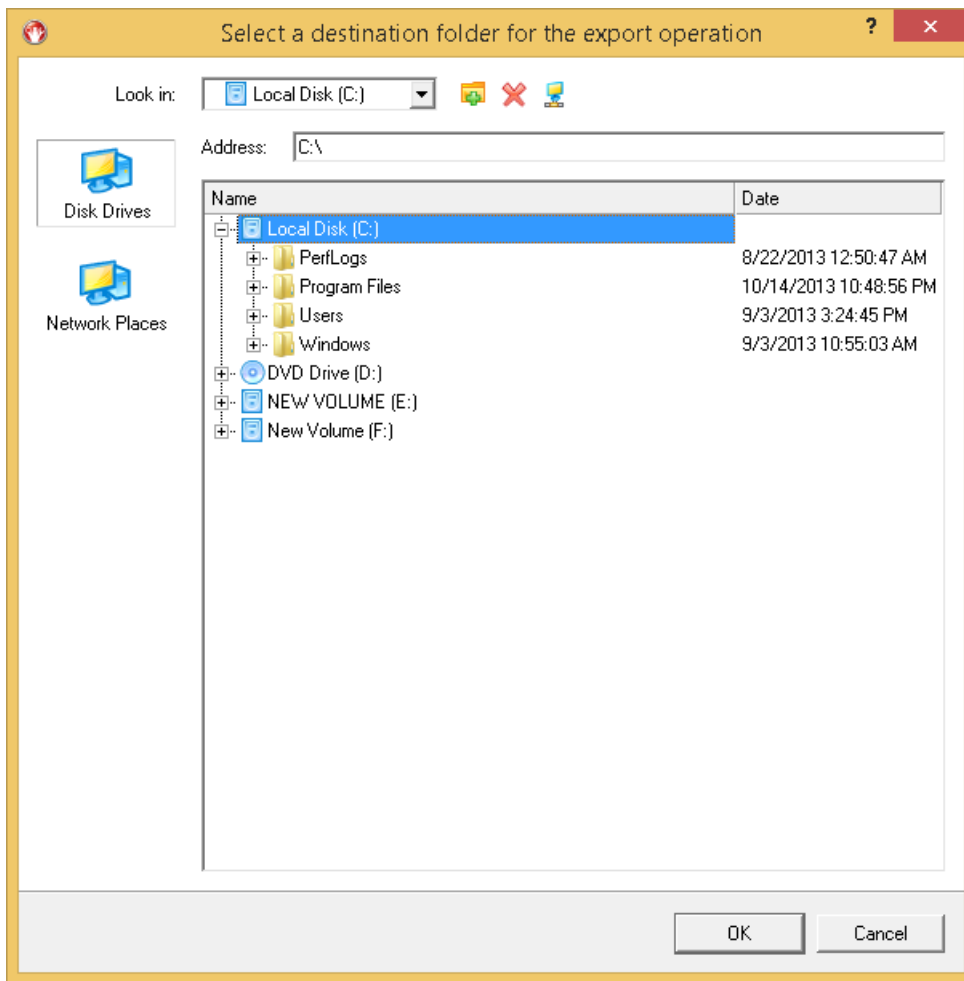 Select a destination folder for the export operation ?
Look in: Local Disk (C:)
Address: C:\
Disk Drives
Network Places
Name Date
Local Disk (C:)
PerfLogs 8/22/2013 12:50:47 AM
Program Files 10/14/2013 10:48:56 PM
Users 9/3/2013 3:24:45 PM
Windows 9/3/2013 10:55:03 AM
DVD Drive (D:)
NEW VOLUME (E:)
New Volume (F:)
OK Cancel